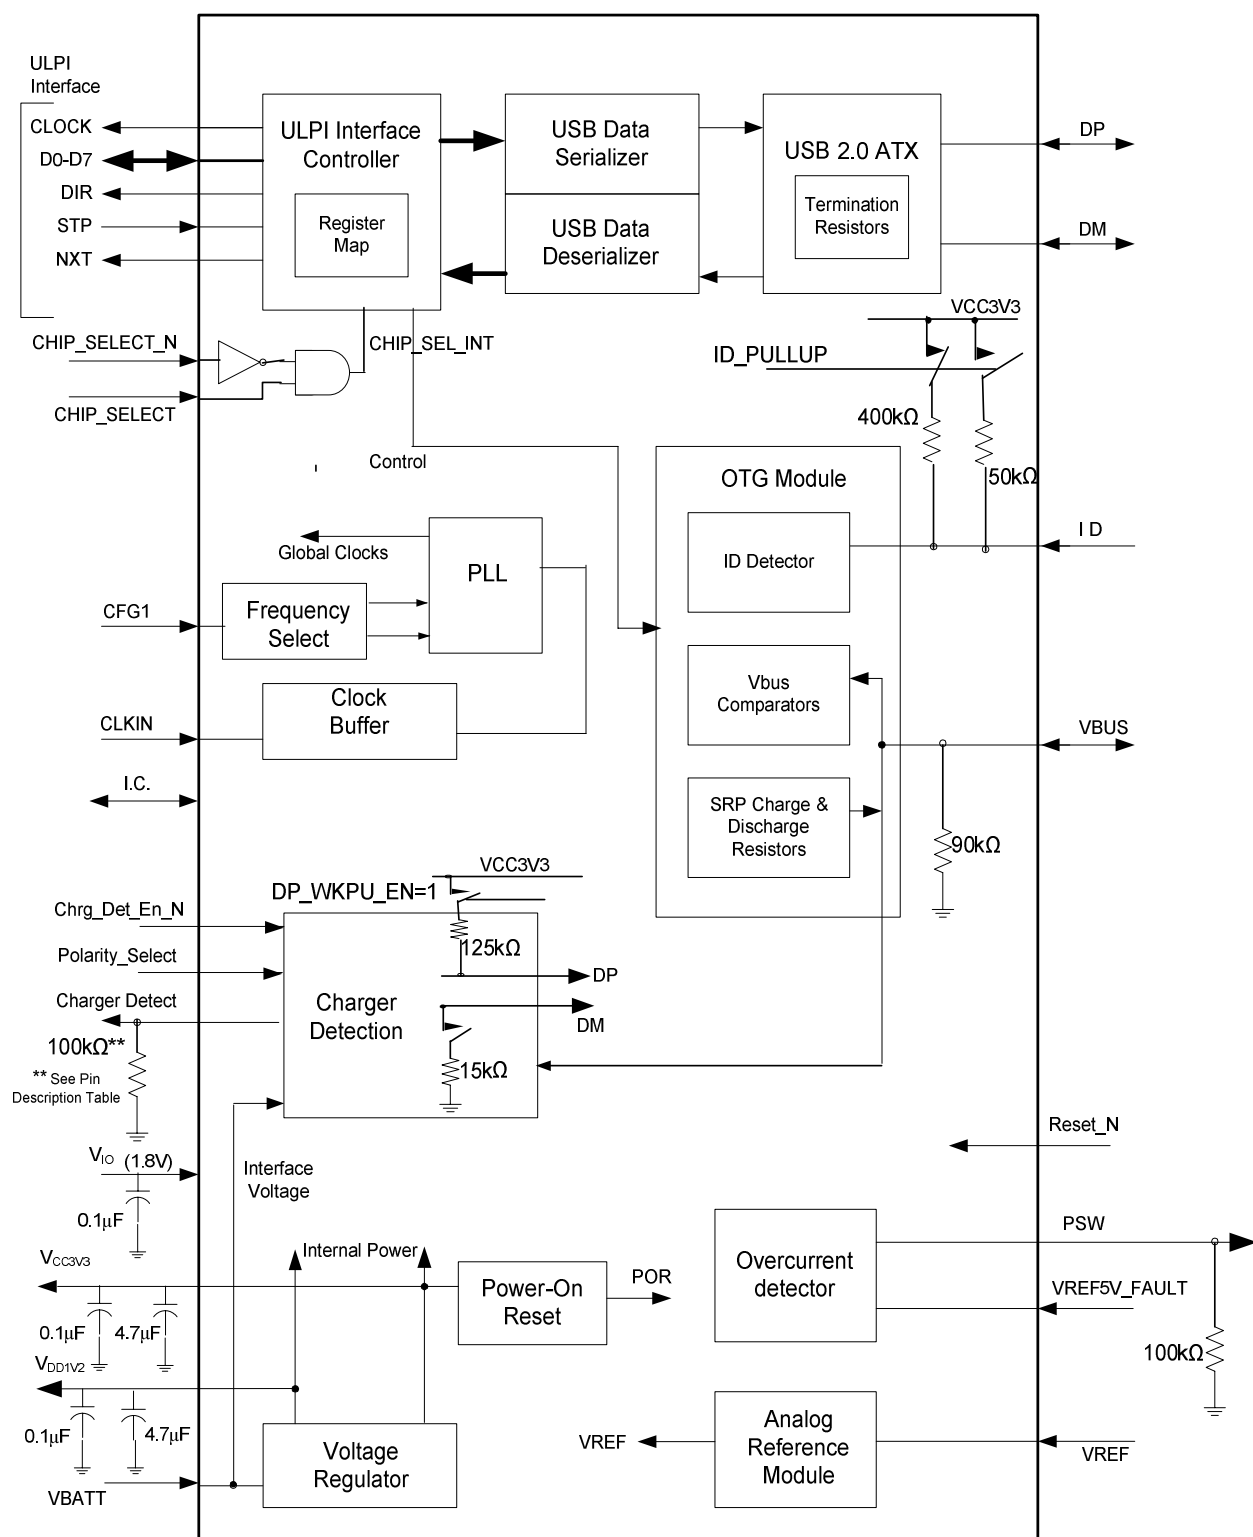 ULPI
Interface
CLOCK
D0-D7
DIR
STP
NXT
ULPI Interface
Controller
Register
Map
USB Data
Serializer
USB Data
Deserializer
USB 2.0 ATX
Termination
Resistors
DP
DM
CHIP_SELECT_N
CHIP_SELECT
CHIP_SEL_INT
VCC3V3
ID_PULLUP
400kΩ
50kΩ
Control
OTG Module
ID Detector
ID
Global Clocks
PLL
CFG1
Frequency
Select
Clock
Buffer
CLKIN
I.C.
Vbus
Comparators
VBUS
SRP Charge &
Discharge
Resistors
90kΩ
VCC3V3
DP_WKPU_EN=1
Chrg_Det_En_N
Polarity_Select
Charger Detect
100kΩ**
** See Pin
Description Table
Charger
Detection
125kΩ
DP
DM
15kΩ
Reset_N
VIO (1.8V)
0.1µF
Interface
Voltage
VCC3V3
0.1µF
4.7µF
Internal Power
Power-On
Reset
POR
Overcurrent
detector
PSW
VREF5V_FAULT
100kΩ
VDD1V2
0.1µF
4.7µF
VBATT
Voltage
Regulator
VREF
Analog
Reference
Module
VREF